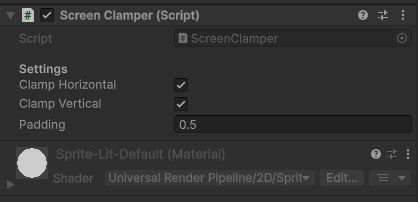 Screen Clamper (Script)
Script ScreenClamper
Settings
Clamp Horizontal
Clamp Vertical
Padding 0.5
Sprite-Lit-Default (Material)
Shader Universal Render Pipeline/2D/Sprit Edit...